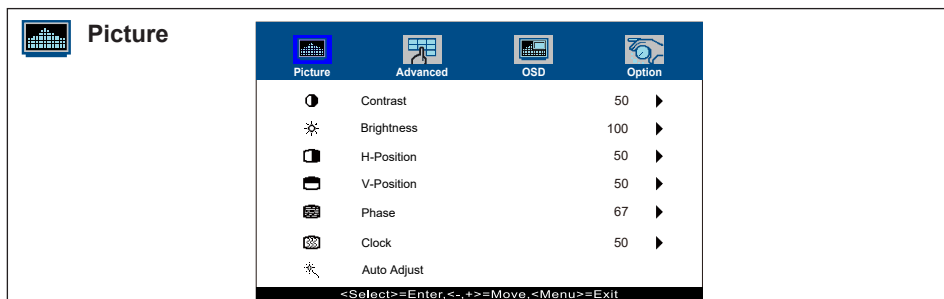 Picture
Picture Advanced OSD Option
Contrast 50
Brightness 100
H-Position 50
V-Position 50
Phase 67
Clock 50
Auto Adjust
<Select>=Enter,<-,+>=Move,<Menu>=Exit